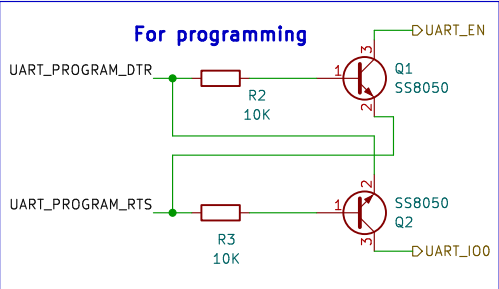 For programming
UART_EN
3
UART_PROGRAM_DTR
1
Q1
SS8050
R2
10K
2
2
UART_PROGRAM_RTS
1
SS8050
Q2
R3
10K
3
UART_IO0